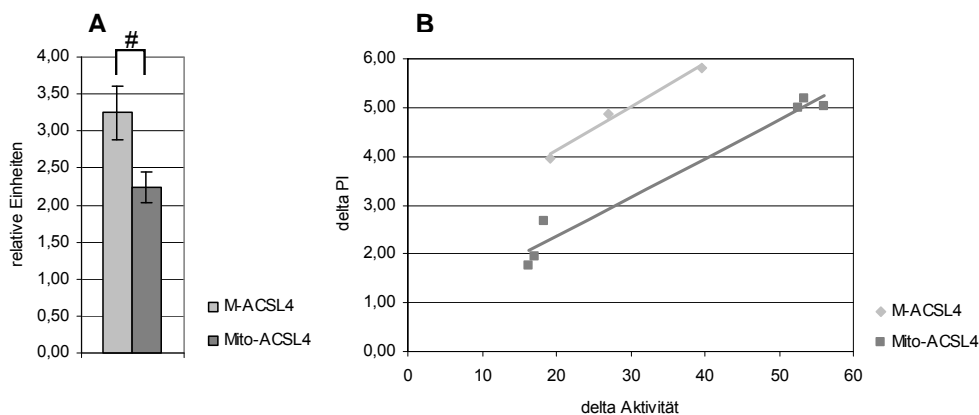 A
#
4,00
3,50
3,00
2,50
2,00
1,50
1,00
0,50
0,00
relative Einheiten
M-ACSL4
Mito-ACSL4
B
6,00
5,00
4,00
3,00
2,00
1,00
0,00
delta PI
0 10 20 30 40 50 60
delta Aktivität
M-ACSL4
Mito-ACSL4